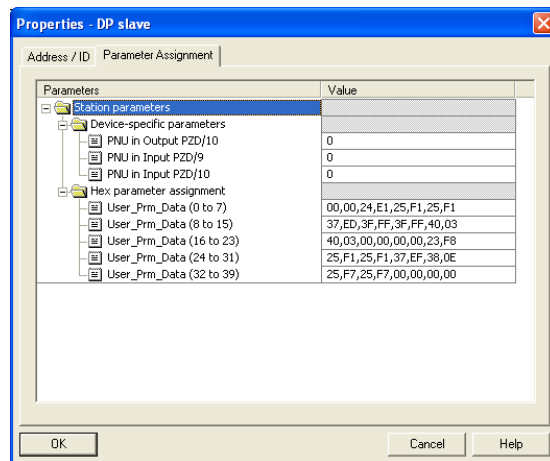 Properties - DP slave
Address / ID Parameter Assignment
Parameters Value
Station parameters
Device-specific parameters
PNU in Output PZD/10 0
PNU in Input PZD/9 0
PNU in Input PZD/10 0
Hex parameter assignment
User_Prm_Data (0 to 7) 00,00,24,E1,25,F1,25,F1
User_Prm_Data (8 to 15) 37,ED,3F,FF,3F,FF,40,03
User_Prm_Data (16 to 23) 40,03,00,00,00,00,23,F8
User_Prm_Data (24 to 31) 25,F1,25,F1,37,EF,38,0E
User_Prm_Data (32 to 39) 25,F7,25,F7,00,00,00,00
OK Cancel Help